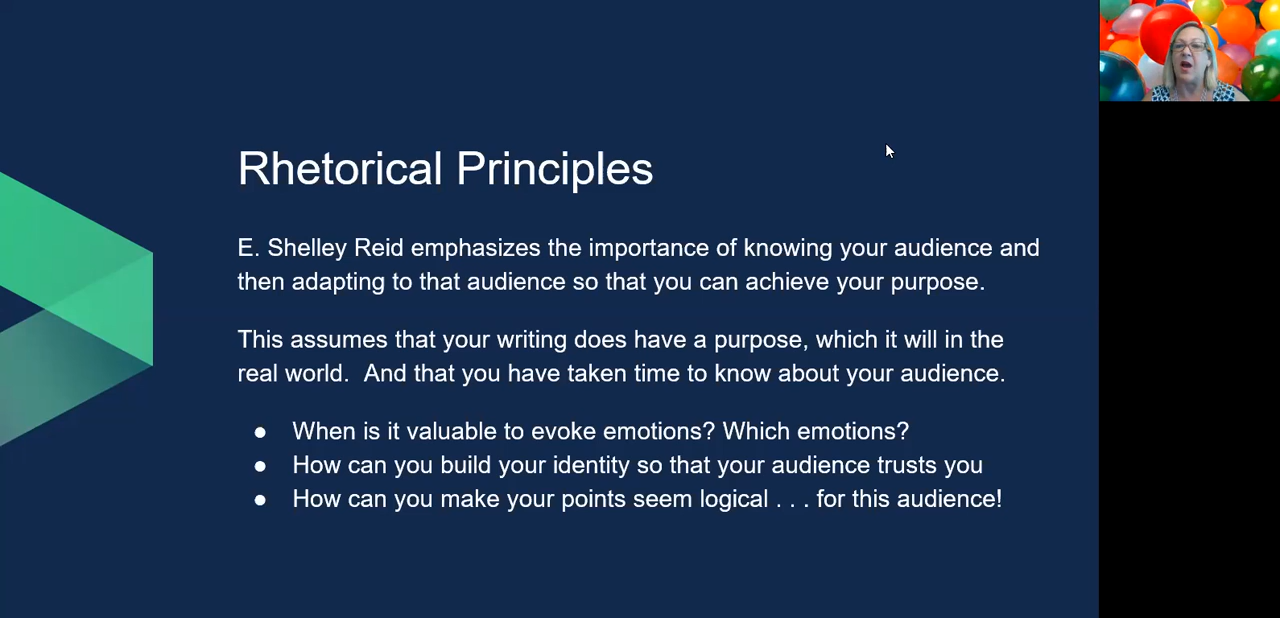 Rhetorical Principles
E. Shelley Reid emphasizes the importance of knowing your audience and
then adapting to that audience so that you can achieve your purpose.
This assumes that your writing does have a purpose, which it will in the
real world.  And that you have taken time to know about your audience.
● When is it valuable to evoke emotions? Which emotions?
● How can you build your identity so that your audience trusts you
● How can you make your points seem logical . . . for this audience!